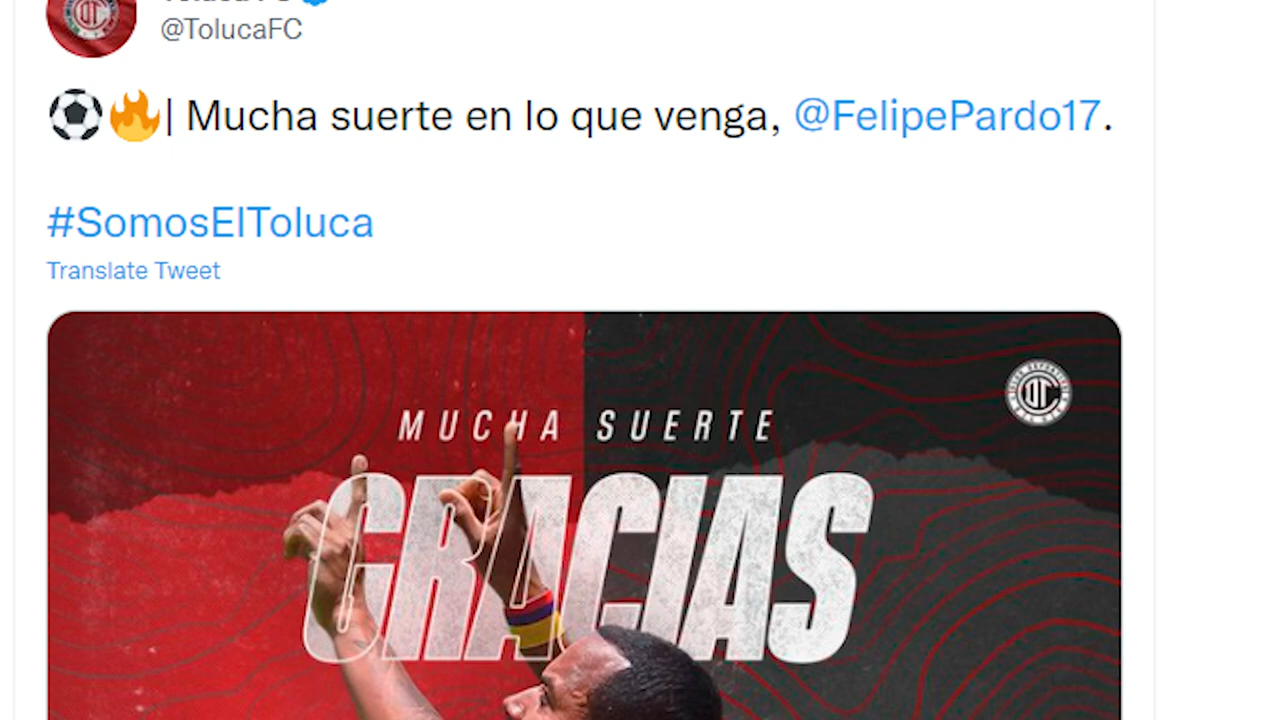 @TolucaFC
⚽🔥| Mucha suerte en lo que venga, @FelipePardo17.
#SomosElToluca
Translate Tweet
MUCHA SUERTE
GRACIAS